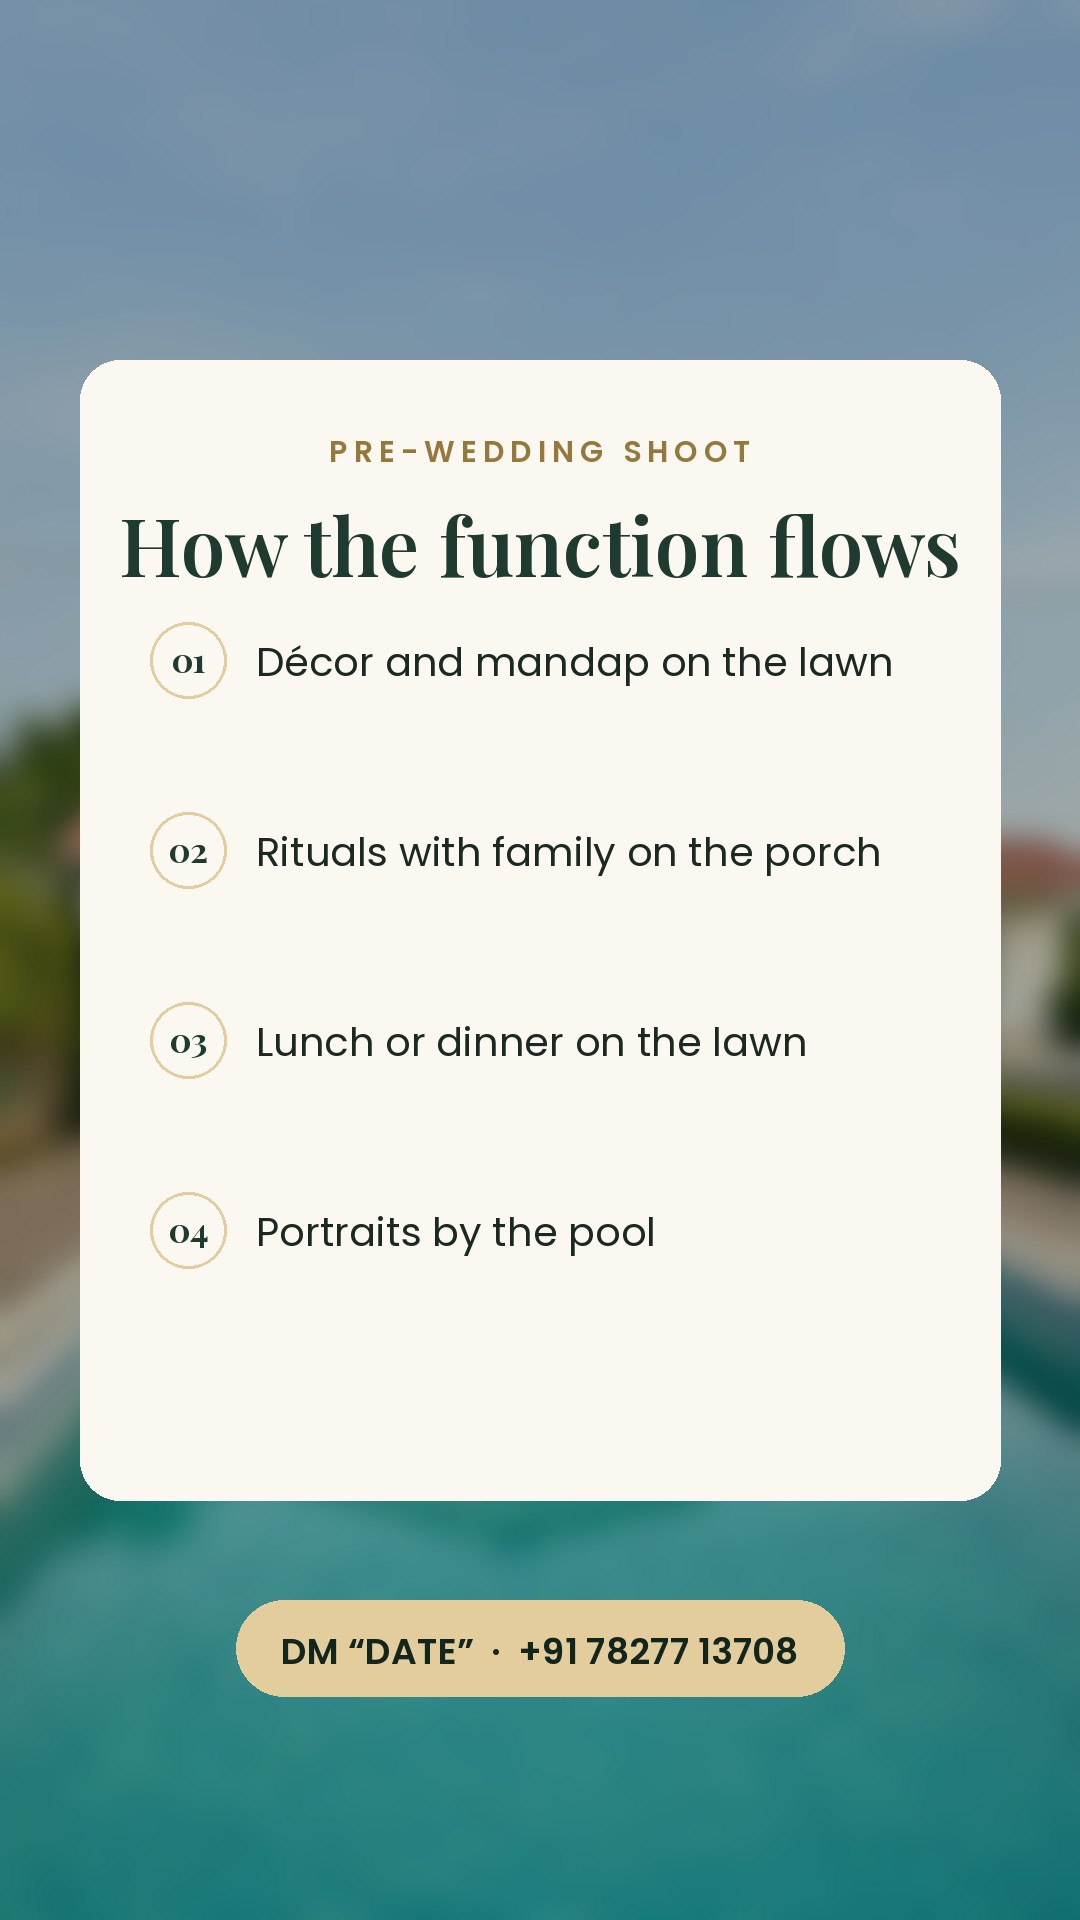 PRE-WEDDING SHOOT
How the function flows
01 Décor and mandap on the lawn
02 Rituals with family on the porch
03 Lunch or dinner on the lawn
04 Portraits by the pool
DM “DATE” · +91 78277 13708